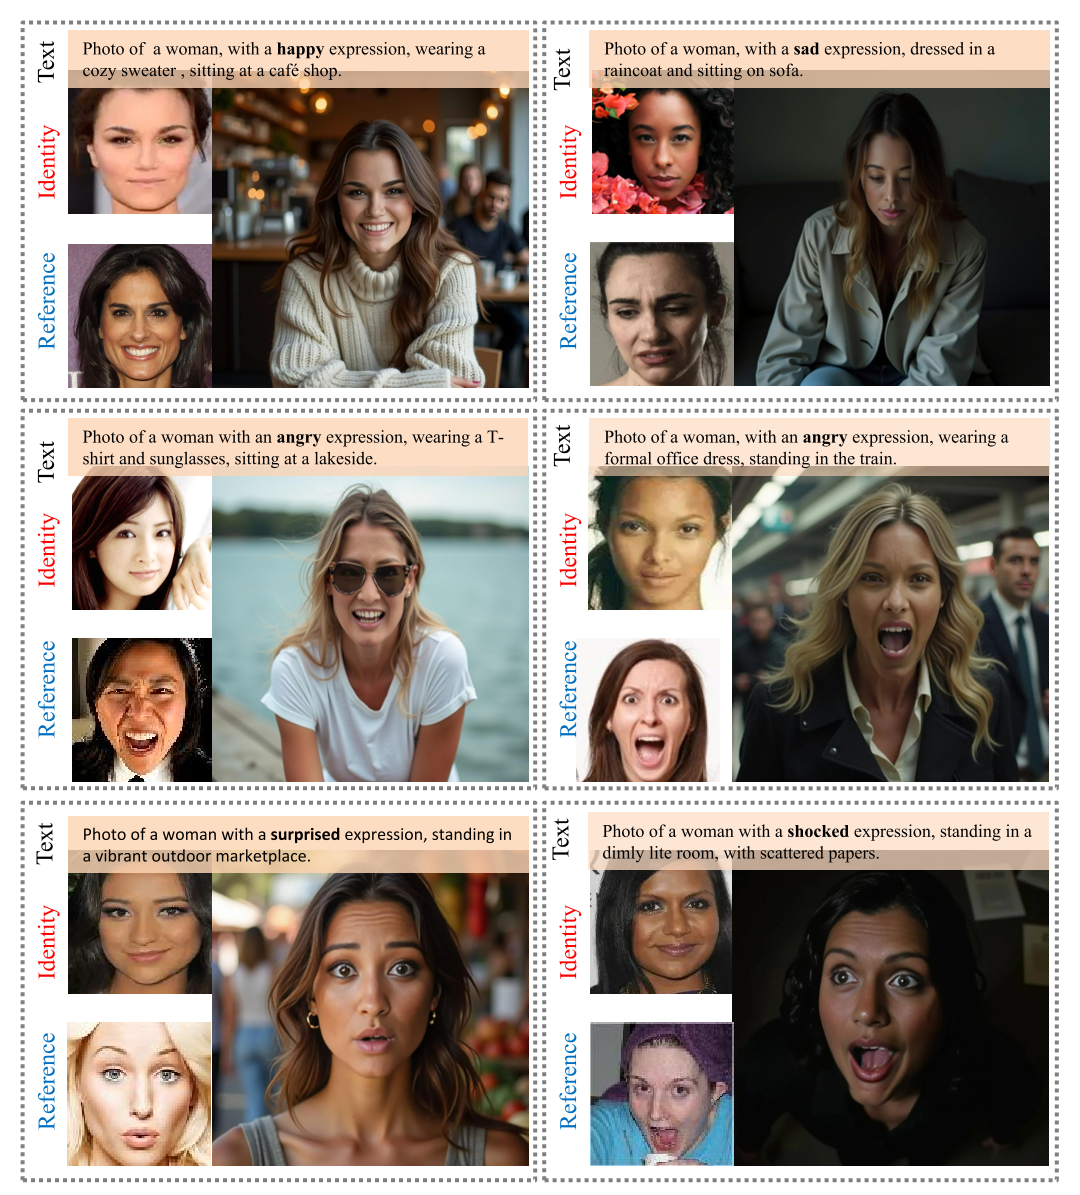 Text
Photo of  a woman, with a happy expression, wearing a
cozy sweater , sitting at a café shop.
Identity
Reference
Text
Photo of a woman, with a sad expression, dressed in a
raincoat and sitting on sofa.
Identity
Reference
Text
Photo of a woman with an angry expression, wearing a T-
shirt and sunglasses, sitting at a lakeside.
Identity
Reference
Text
Photo of a woman, with an angry expression, wearing a
formal office dress, standing in the train.
Identity
Reference
Text
Photo of a woman with a surprised expression, standing in
a vibrant outdoor marketplace.
Identity
Reference
Text
Photo of a woman with a shocked expression, standing in a
dimly lite room, with scattered papers.
Identity
Reference